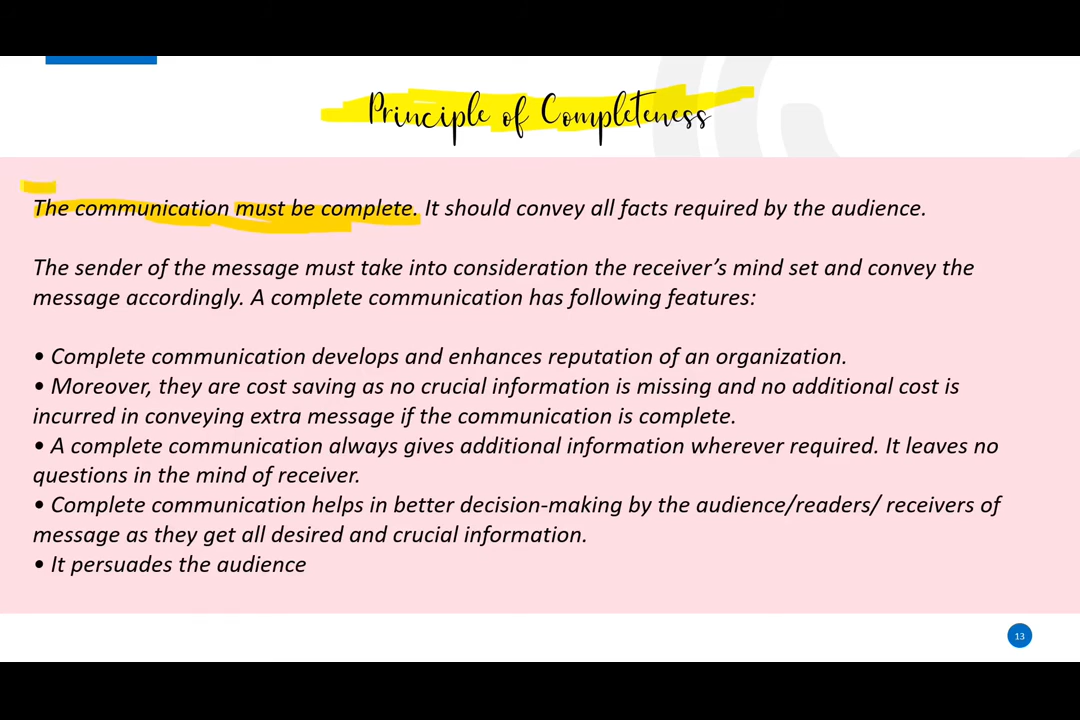 Principle of Completeness
The communication must be complete. It should convey all facts required by the audience.
The sender of the message must take into consideration the receiver’s mind set and convey the
message accordingly. A complete communication has following features:
• Complete communication develops and enhances reputation of an organization.
• Moreover, they are cost saving as no crucial information is missing and no additional cost is
incurred in conveying extra message if the communication is complete.
• A complete communication always gives additional information wherever required. It leaves no
questions in the mind of receiver.
• Complete communication helps in better decision-making by the audience/readers/ receivers of
message as they get all desired and crucial information.
• It persuades the audience
13